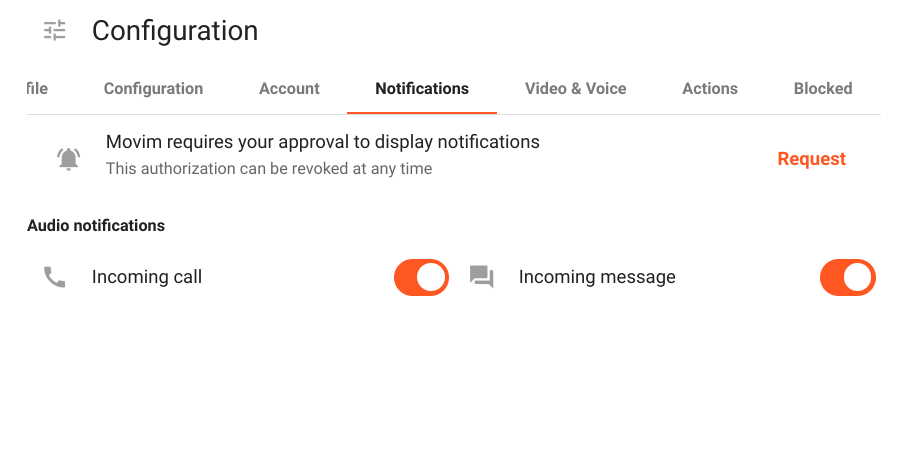 Configuration
file Configuration Account Notifications Video & Voice Actions Blocked
Movim requires your approval to display notifications
This authorization can be revoked at any time
Request
Audio notifications
Incoming call
Incoming message